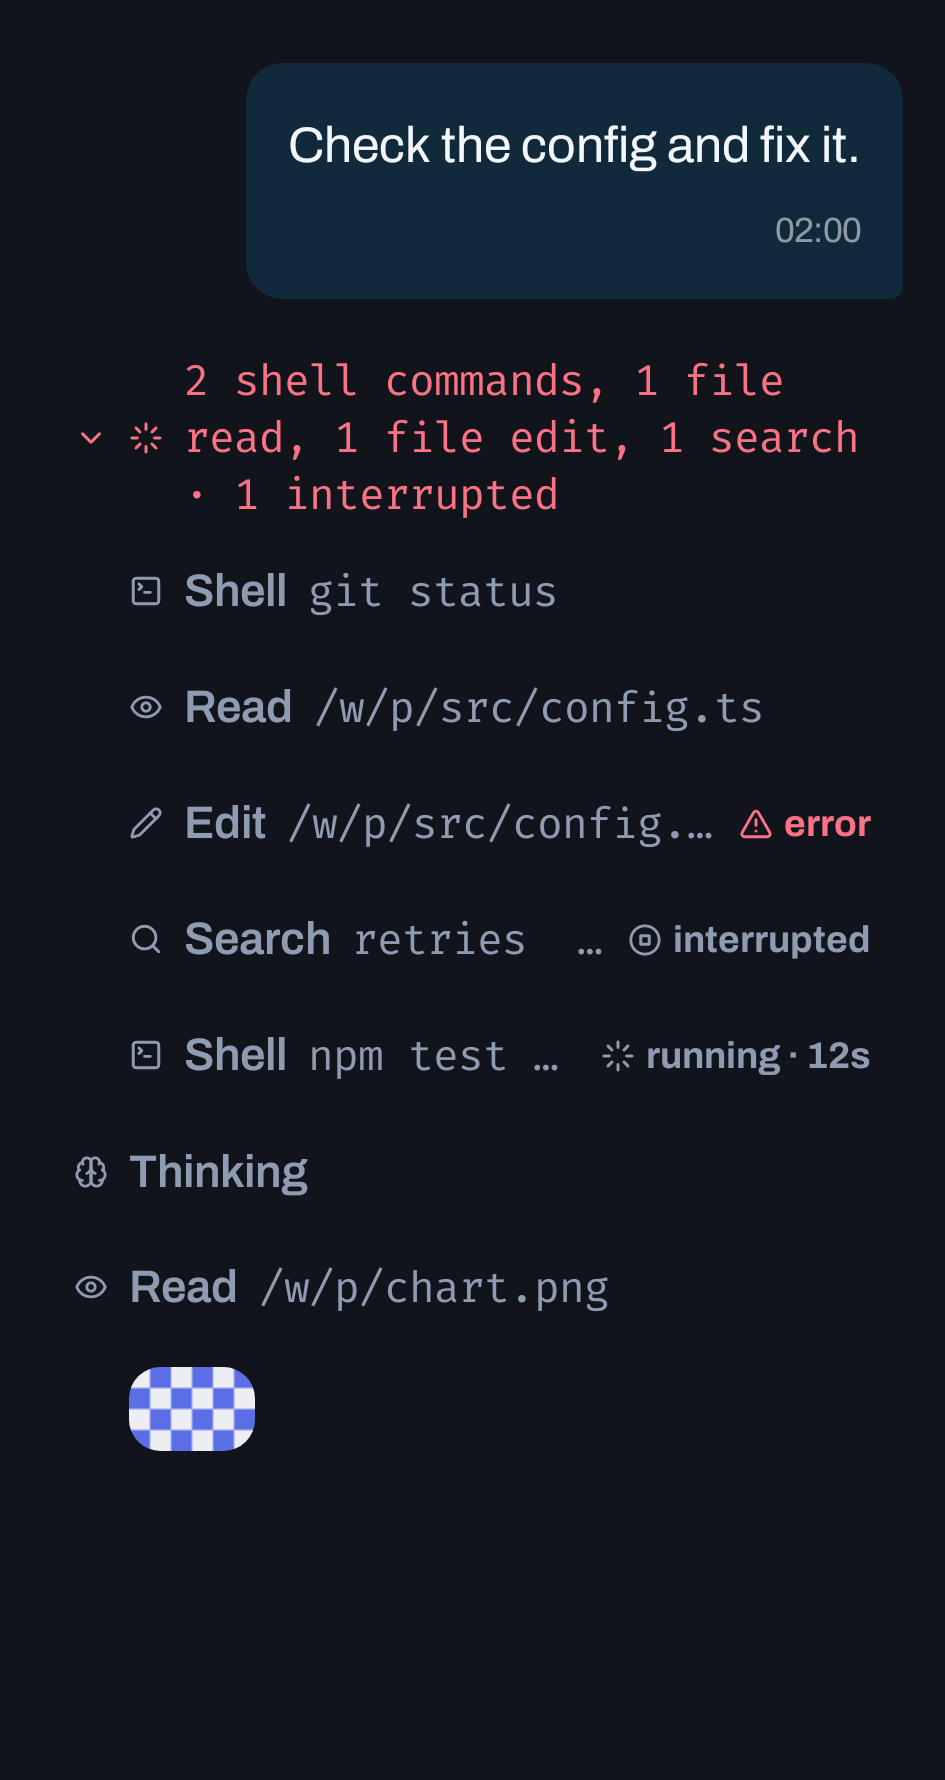 Check the config and fix it.
02:00
2 shell commands, 1 file
read, 1 file edit, 1 search
· 1 interrupted
Shell git status
Read /w/p/src/config.ts
Edit /w/p/src/config.… error
Search retries … interrupted
Shell npm test … running · 12s
Thinking
Read /w/p/chart.png